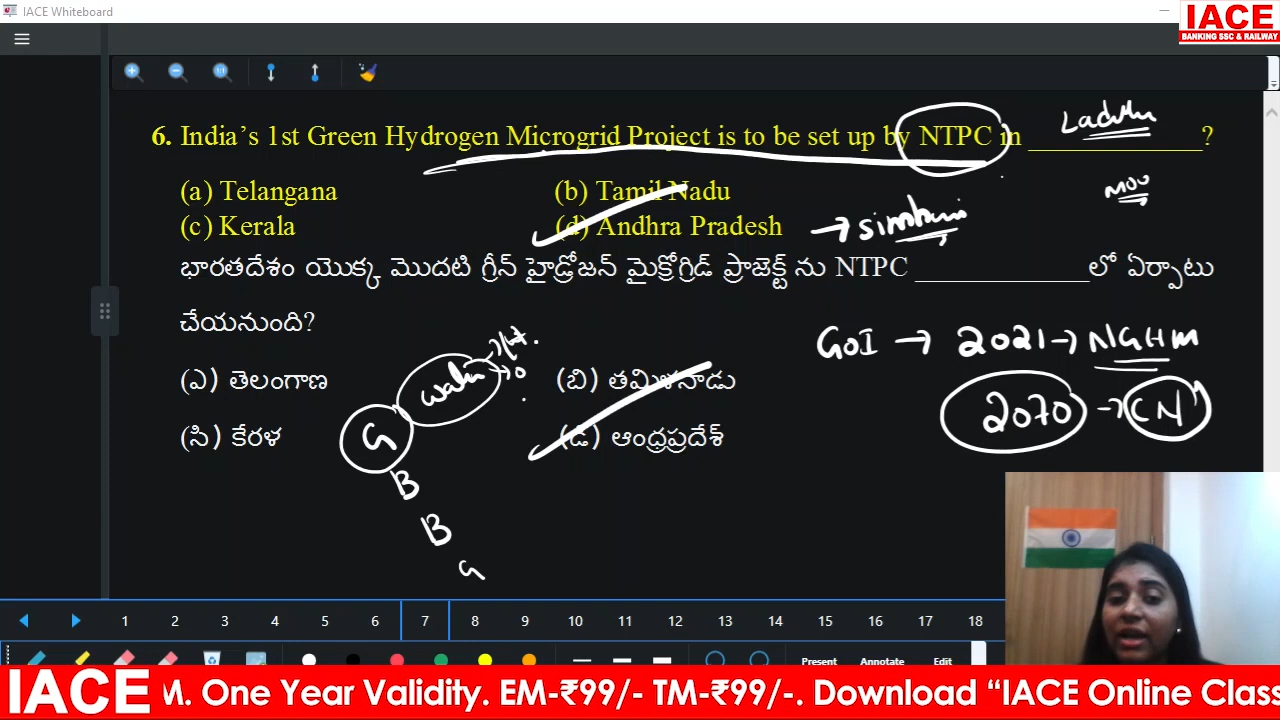 IACE Whiteboard
IACE
BANKING SSC & RAILWAY
Ladakh
6. India's 1st Green Hydrogen Microgrid Project is to be set up by NTPC in ____________?
(a) Telangana (b) Tamil Nadu
MOU
(c) Kerala (d) Andhra Pradesh →
భారతదేశం యొక్క మొదటి గ్రీన్ హైడ్రోజన్ మైక్రోగ్రిడ్ ప్రాజెక్ట్ ను NTPC ____________లో ఏర్పాటు
చేయనుంది?
GOI → 2021 → NGHM
(ఎ) తెలంగాణ (బి) తమిళనాడు
2070 → CN
(సి) కేరళ (డి) ఆంధ్రప్రదేశ్
G
B
B
G
1 2 3 4 5 6 7 8 9 10 11 12 13 14 15 16 17 18
Present Annotate Edit
IACE M. One Year Validity. EM-₹99/- TM-₹99/-. Download “IACE Online Class